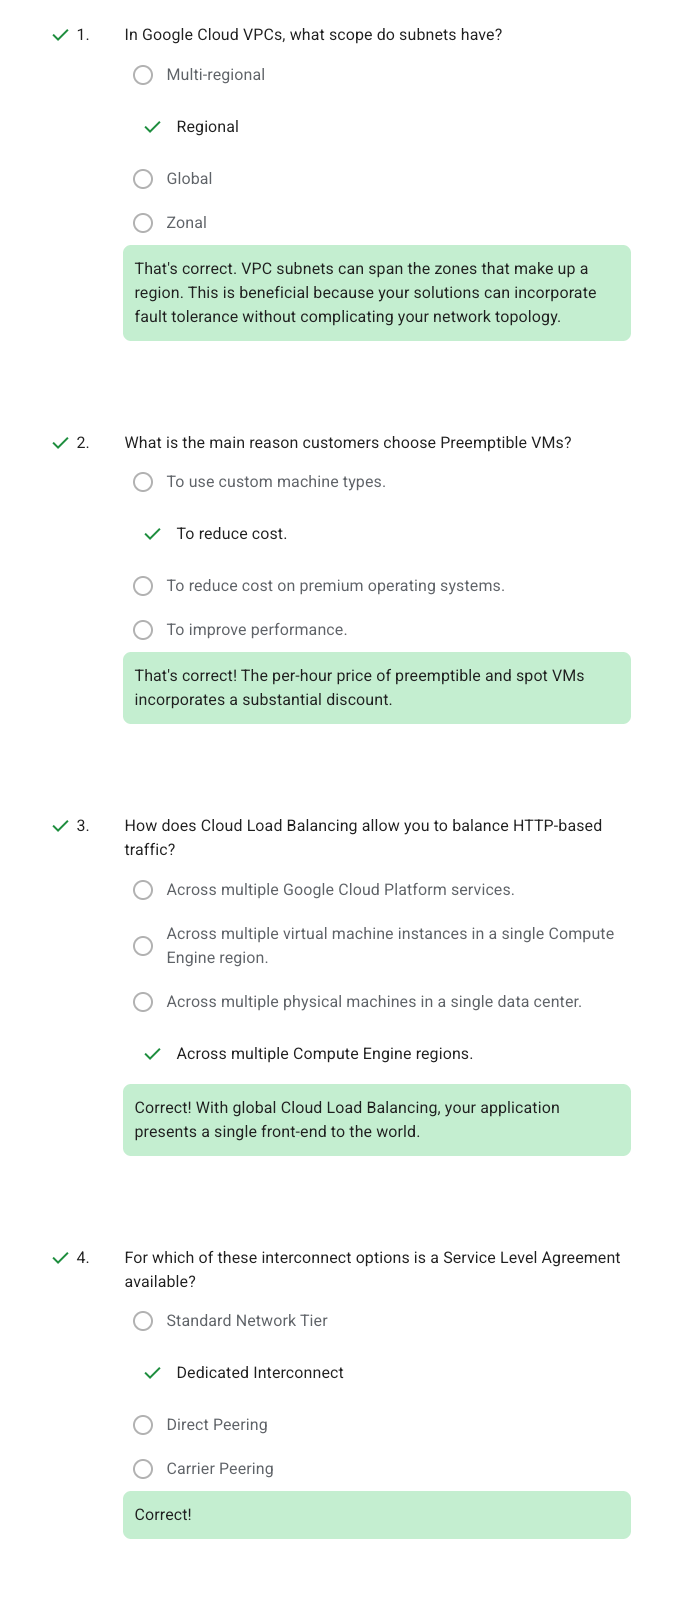 1. In Google Cloud VPCs, what scope do subnets have?
Multi-regional
Regional
Global
Zonal
That's correct. VPC subnets can span the zones that make up a
region. This is beneficial because your solutions can incorporate
fault tolerance without complicating your network topology.
2. What is the main reason customers choose Preemptible VMs?
To use custom machine types.
To reduce cost.
To reduce cost on premium operating systems.
To improve performance.
That's correct! The per-hour price of preemptible and spot VMs
incorporates a substantial discount.
3. How does Cloud Load Balancing allow you to balance HTTP-based
traffic?
Across multiple Google Cloud Platform services.
Across multiple virtual machine instances in a single Compute
Engine region.
Across multiple physical machines in a single data center.
Across multiple Compute Engine regions.
Correct! With global Cloud Load Balancing, your application
presents a single front-end to the world.
4. For which of these interconnect options is a Service Level Agreement
available?
Standard Network Tier
Dedicated Interconnect
Direct Peering
Carrier Peering
Correct!